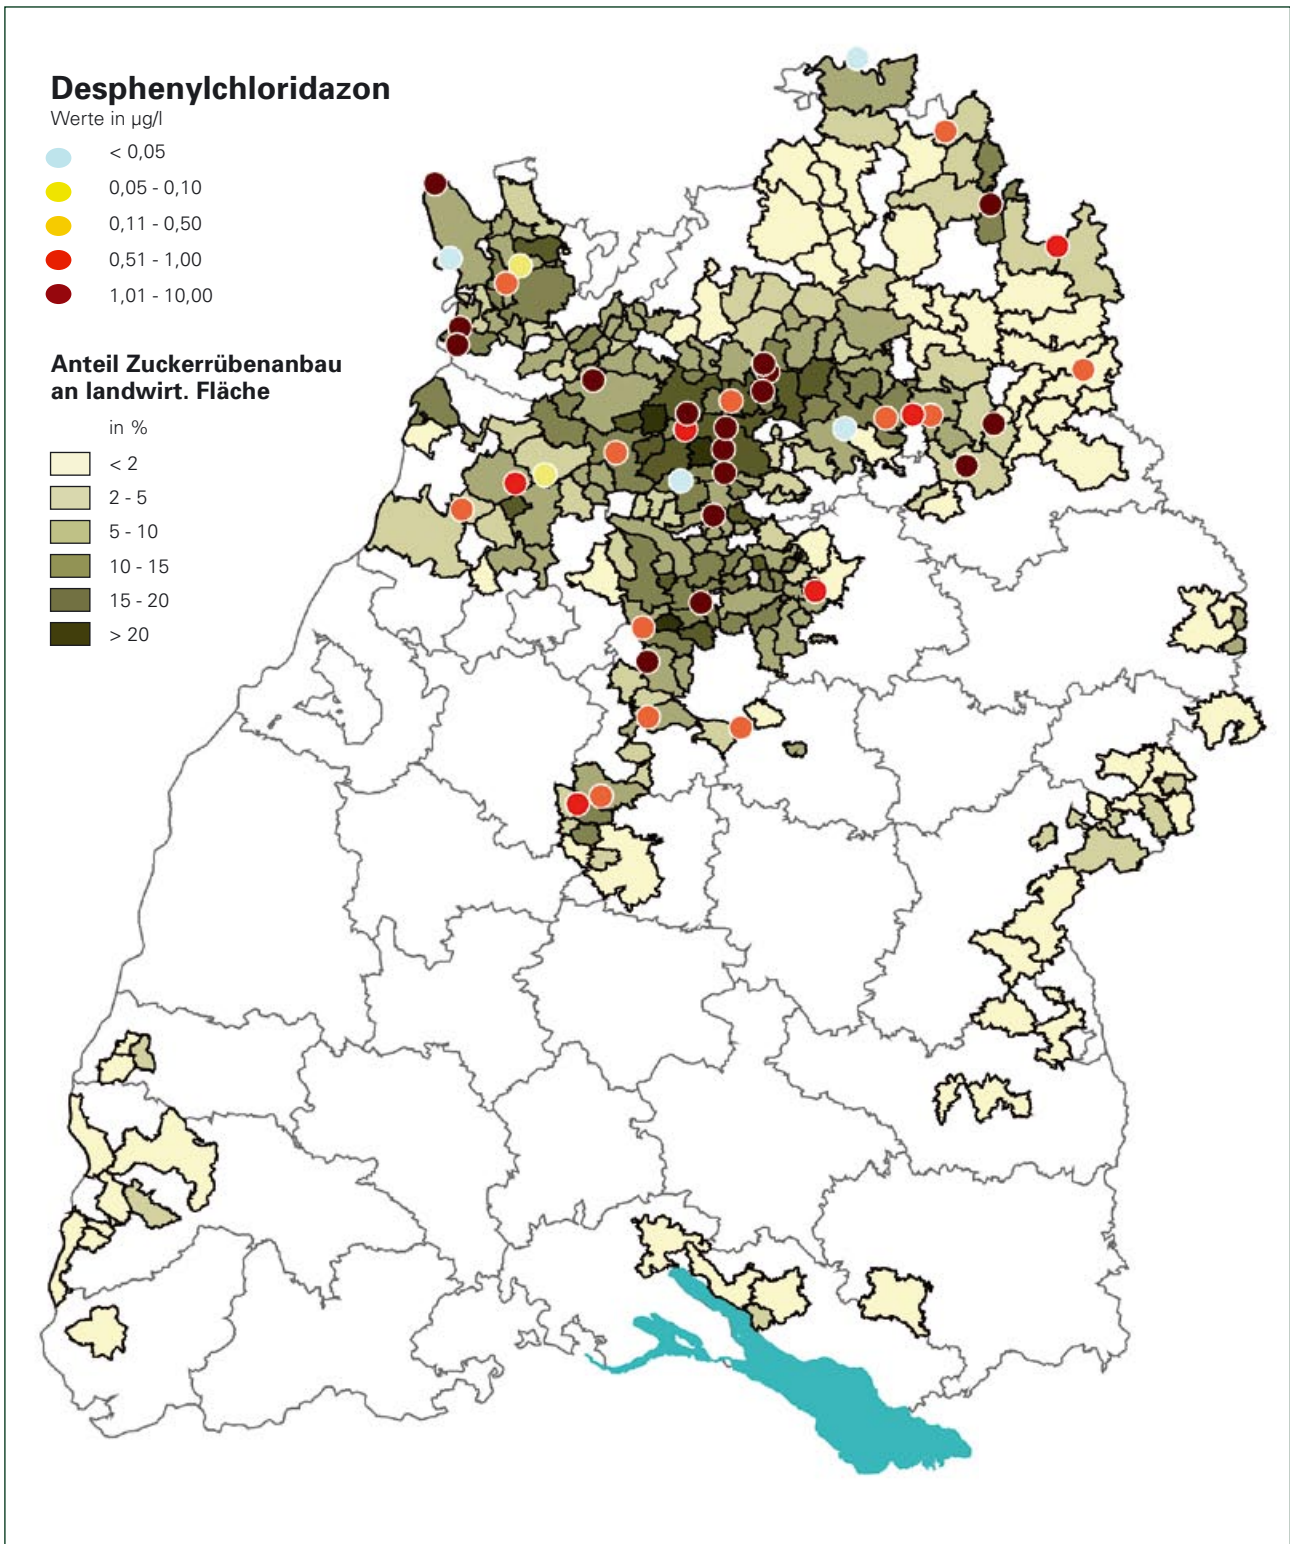 Desphenylchloridazon
Werte in µg/l
< 0,05
0,05 - 0,10
0,11 - 0,50
0,51 - 1,00
1,01 - 10,00
Anteil Zuckerrübenanbau
an landwirt. Fläche
in %
< 2
2 - 5
5 - 10
10 - 15
15 - 20
> 20